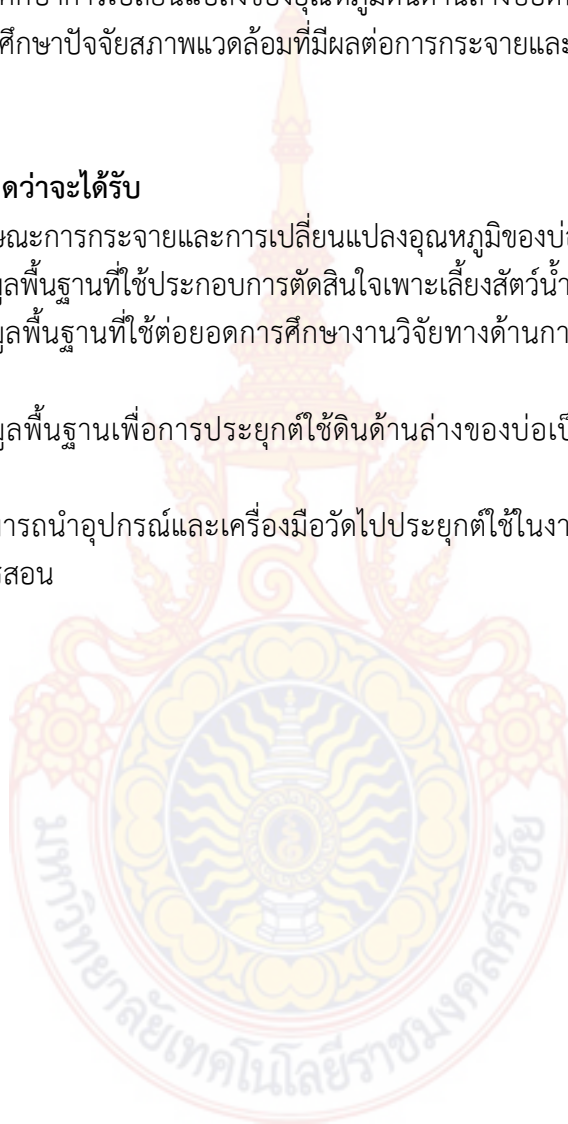 ศึกษาปัจจัยสภาพแวดล้อมที่มีผลต่อการกระจายและ
ดว่าจะได้รับ
ษณะการกระจายและการเปลี่ยนแปลงอุณหภูมิของบ่อ
มูลพื้นฐานที่ใช้ประกอบการตัดสินใจเพาะเลี้ยงสัตว์น้ำ
มูลพื้นฐานที่ใช้ต่อยอดการศึกษางานวิจัยทางด้านกา
มูลพื้นฐานเพื่อการประยุกต์ใช้ดินด้านล่างของบ่อเป็
มารถนำอุปกรณ์และเครื่องมือวัดไปประยุกต์ใช้ในงา
รสอน
มหาวิทยาลัยเทคโนโลยีราชมงคลศรีวิชัย